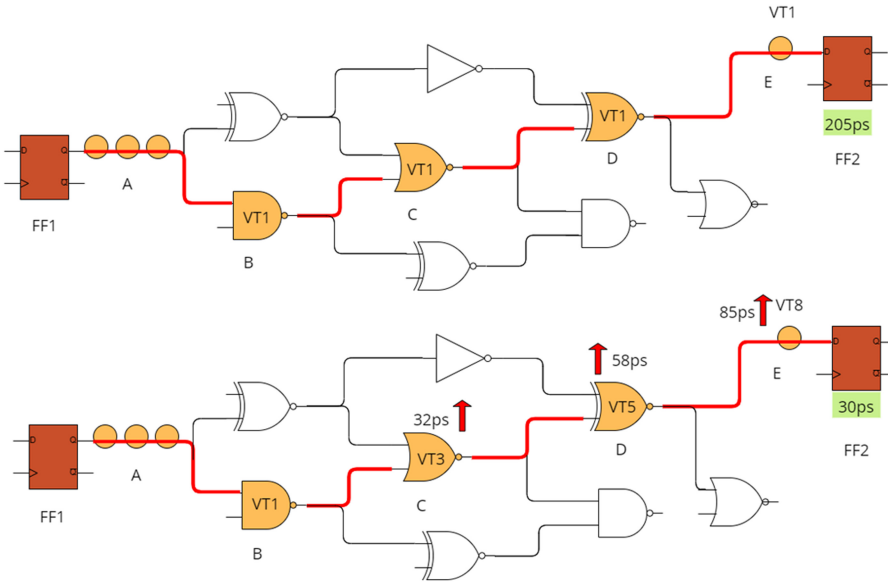 VT1
VT1
E
205ps
FF2
D
VT1
A
C
FF1
VT1
B
85ps
VT8
58ps
E
30ps
FF2
32ps
VT5
D
VT3
A
C
FF1
VT1
B